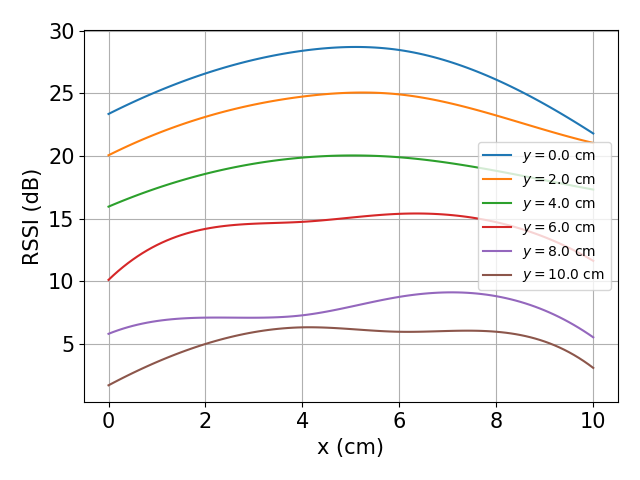 30
25
20
15
10
5
RSSI (dB)
y = 0.0 cm
y = 2.0 cm
y = 4.0 cm
y = 6.0 cm
y = 8.0 cm
y = 10.0 cm
0 2 4 6 8 10
x (cm)